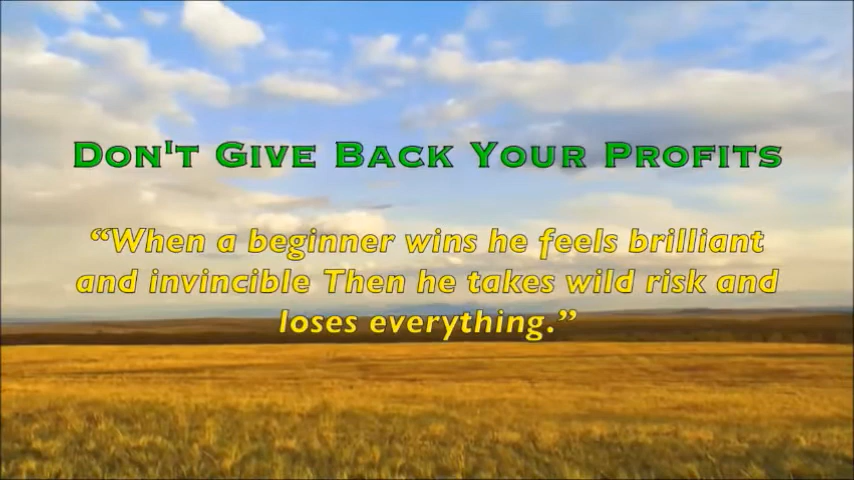 Don't Give Back Your Profits
“When a beginner wins he feels brilliant
and invincible Then he takes wild risk and
loses everything.”